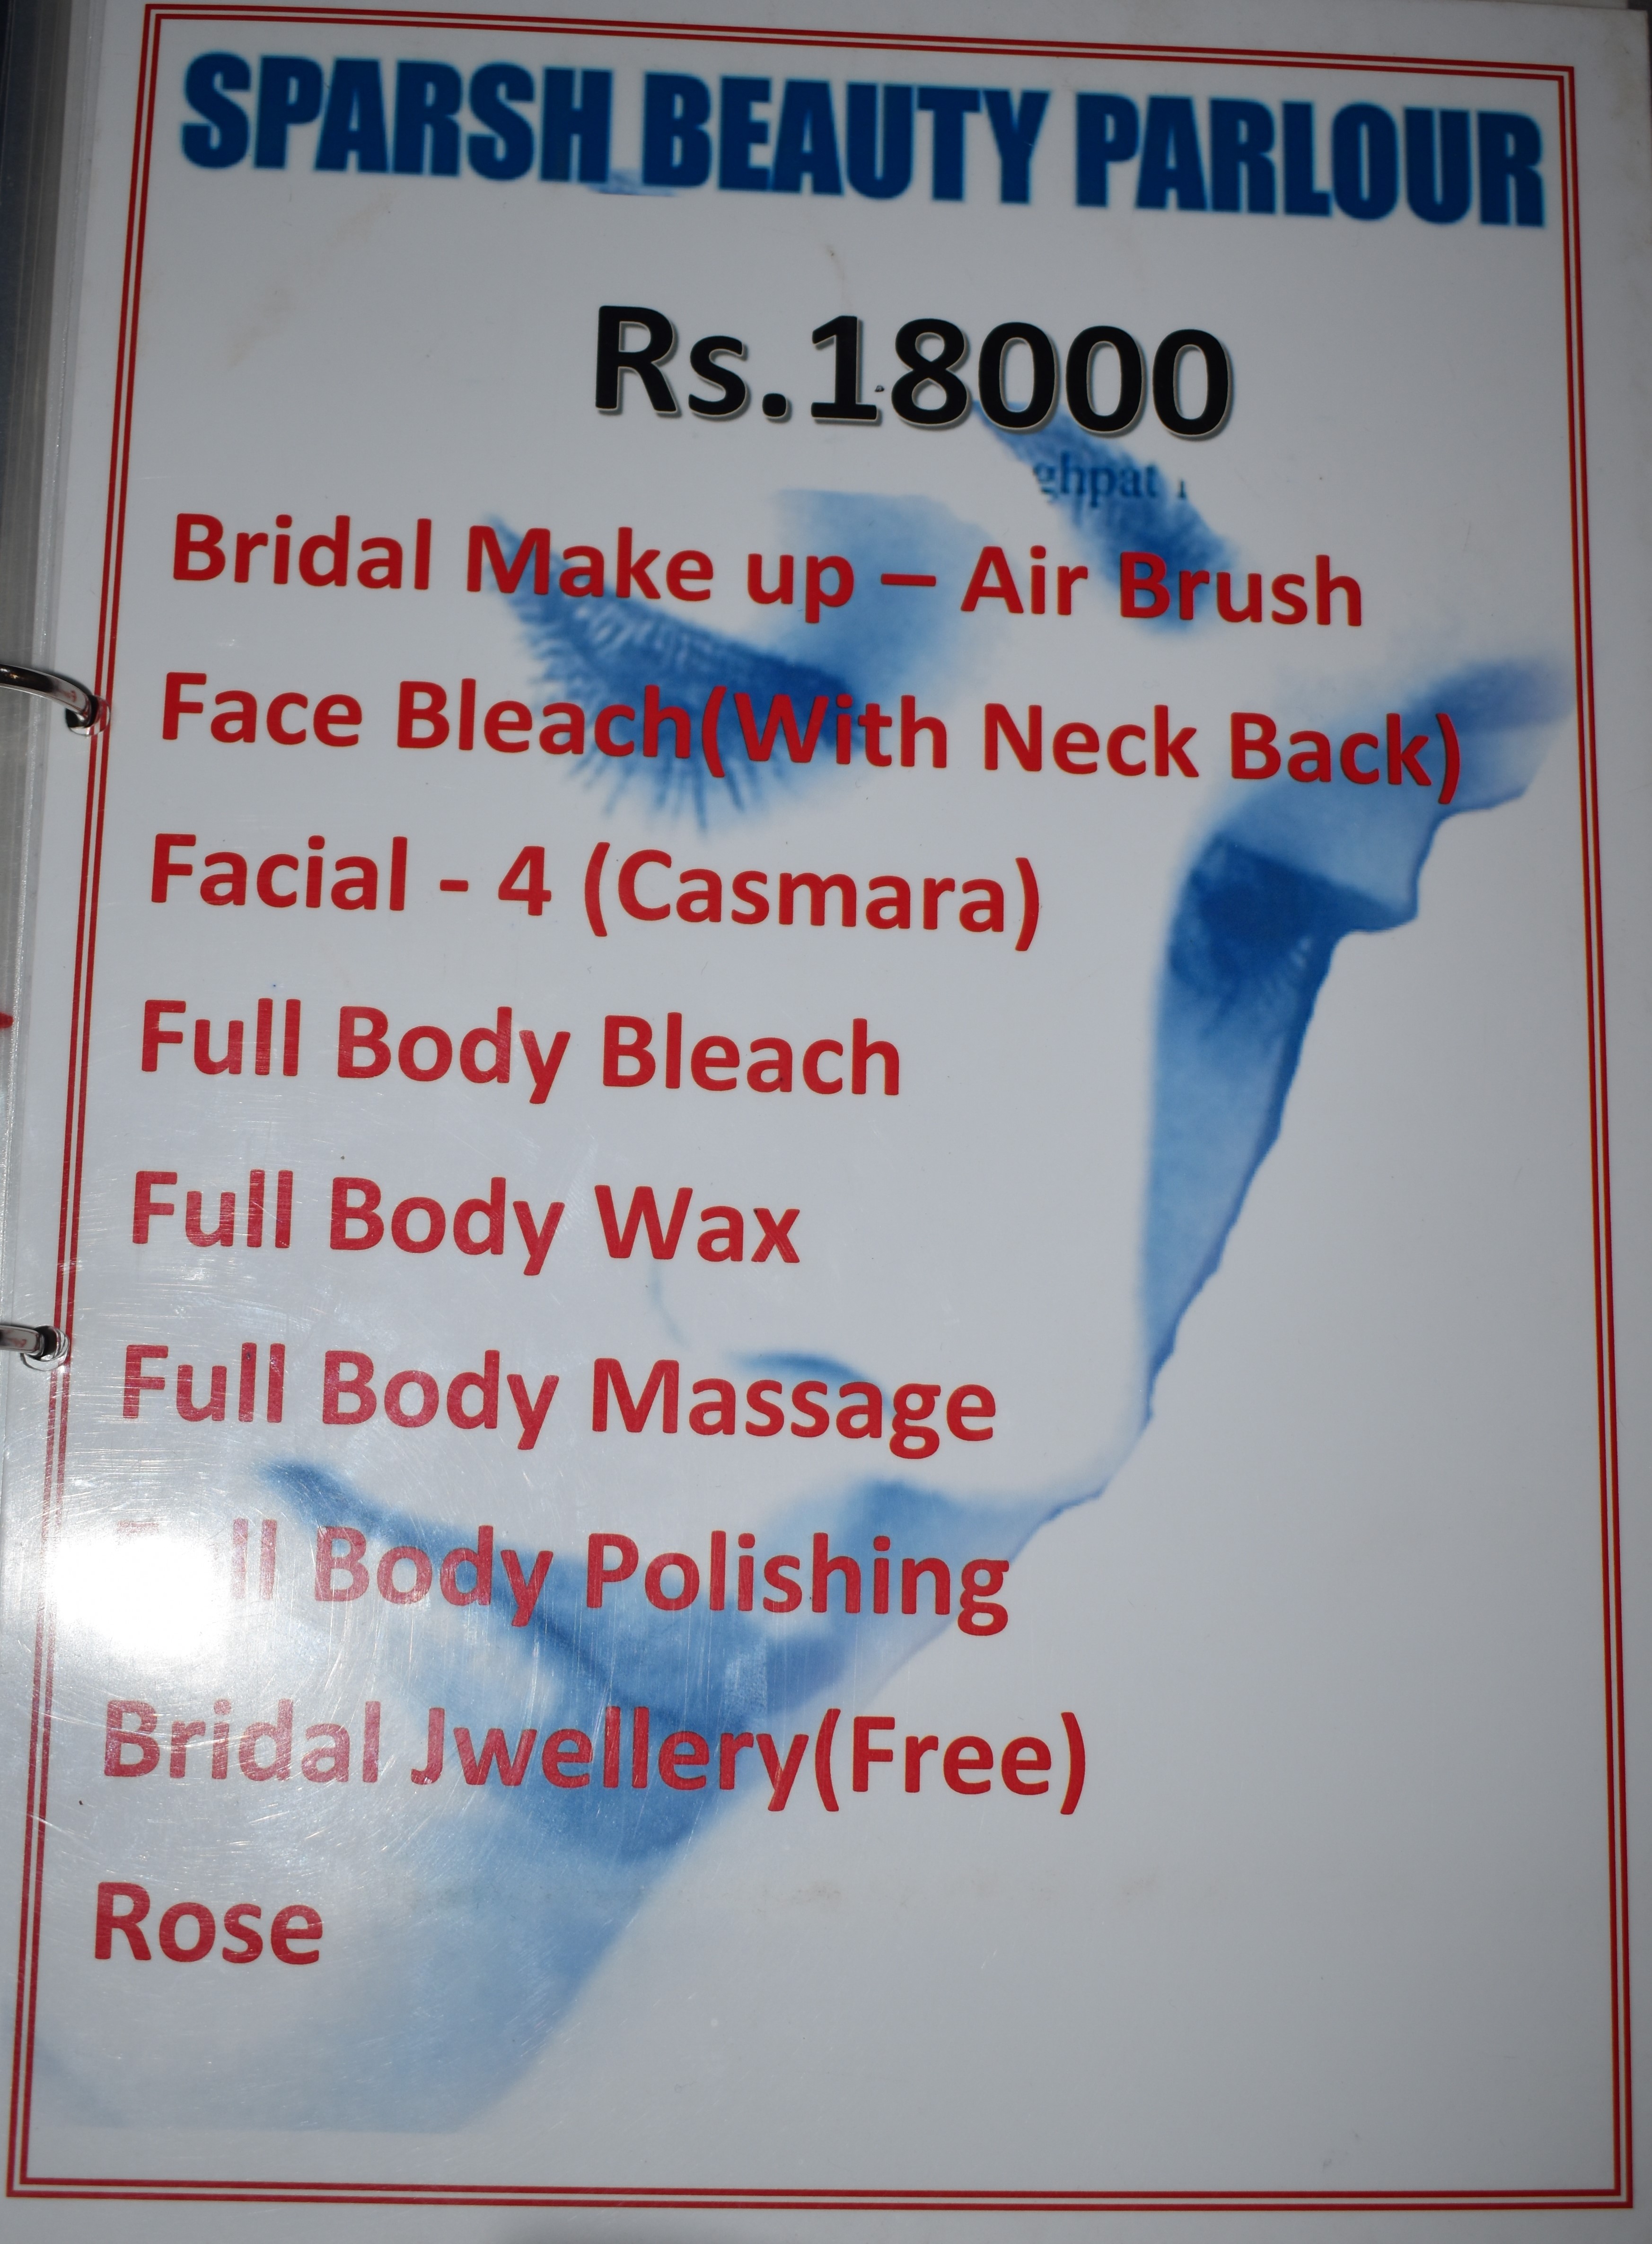 SPARSH BEAUTY PARLOUR
Rs.18000
ghpat
Bridal Make up – Air Brush
Face Bleach(With Neck Back)
Facial - 4 (Casmara)
Full Body Bleach
Full Body Wax
Full Body Massage
Body Polishing
Bridal Jwellery(Free)
Rose